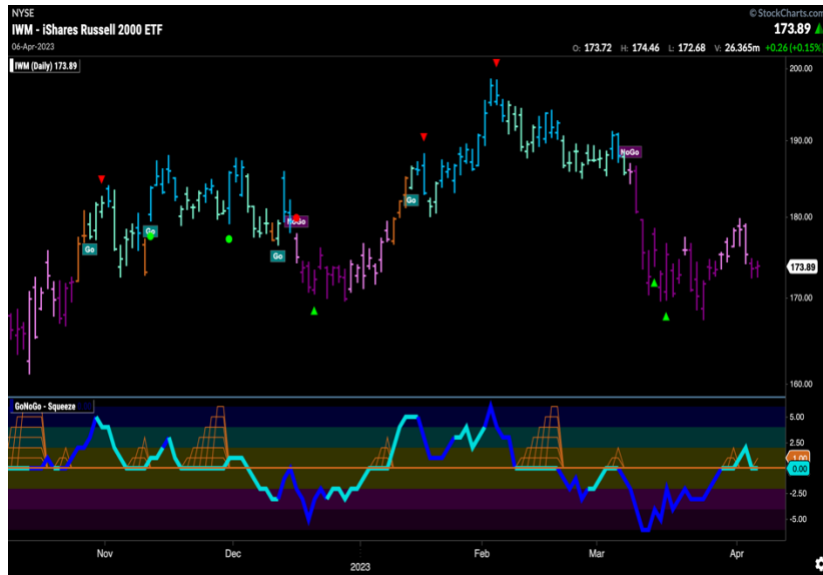 NYSE
© StockCharts.com
IWM - iShares Russell 2000 ETF
173.89
06-Apr-2023
O: 173.72 H: 174.46 L: 172.68 V: 26.365m +0.26 (+0.15%)
IWM (Daily) 173.89
200.00
190.00
NoGo
Go
NoGo
180.00
Go
Go
Go
173.89
170.00
160.00
GoNoGo - Squeeze
5.00
2.50
1.00
0.00
-2.50
-5.00
Nov Dec Feb Mar Apr
2023